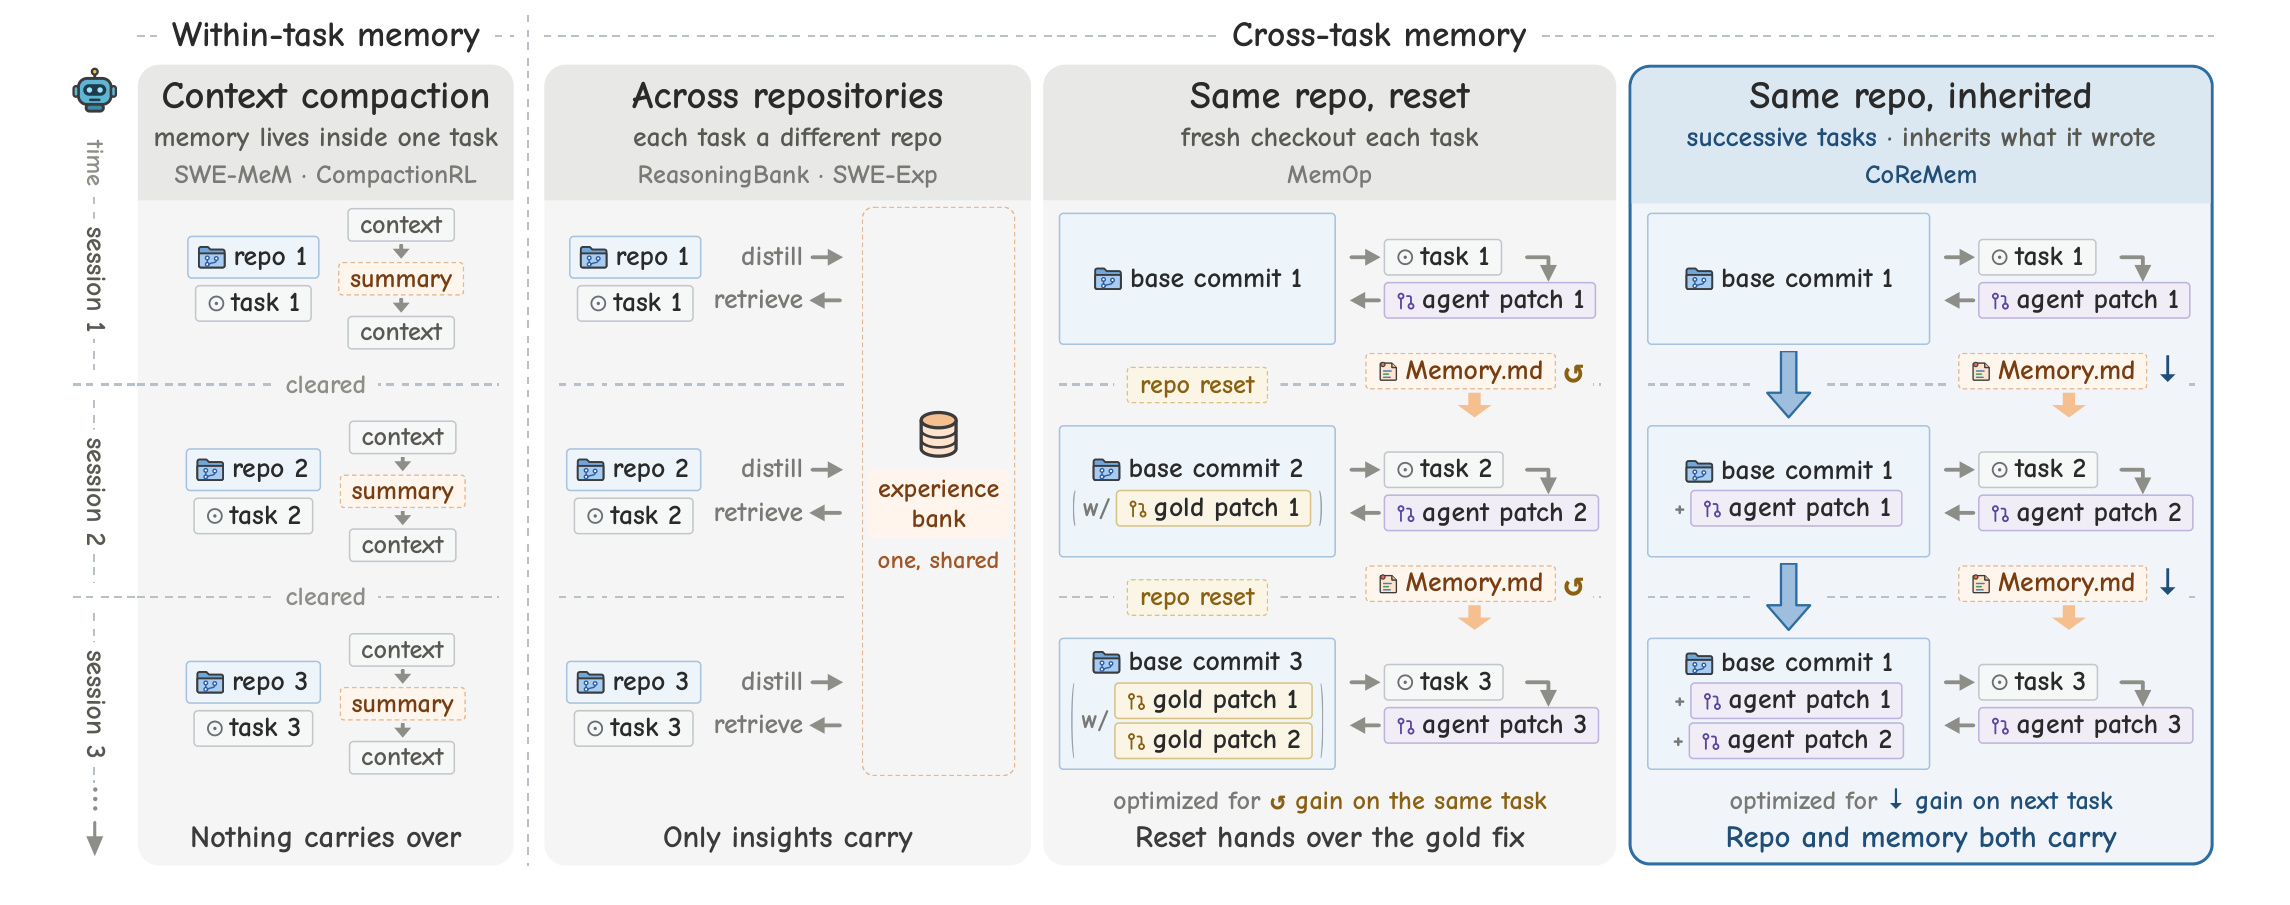 Within-task memory
Cross-task memory
time
session 1
session 2
session 3
Context compaction
memory lives inside one task
SWE-MeM · CompactionRL
repo 1
task 1
context
summary
context
cleared
repo 2
task 2
context
summary
context
cleared
repo 3
task 3
context
summary
context
Nothing carries over
Across repositories
each task a different repo
ReasoningBank · SWE-Exp
repo 1
task 1
distill
retrieve
repo 2
task 2
distill
retrieve
repo 3
task 3
distill
retrieve
experience
bank
one, shared
Only insights carry
Same repo, reset
fresh checkout each task
MemOp
base commit 1
task 1
agent patch 1
repo reset
Memory.md ↺
base commit 2
(w/ gold patch 1)
task 2
agent patch 2
repo reset
Memory.md ↺
base commit 3
(w/ gold patch 1
gold patch 2)
task 3
agent patch 3
optimized for ↺ gain on the same task
Reset hands over the gold fix
Same repo, inherited
successive tasks · inherits what it wrote
CoReMem
base commit 1
task 1
agent patch 1
Memory.md ↓
base commit 1
+ agent patch 1
task 2
agent patch 2
Memory.md ↓
base commit 1
+ agent patch 1
+ agent patch 2
task 3
agent patch 3
optimized for ↓ gain on next task
Repo and memory both carry